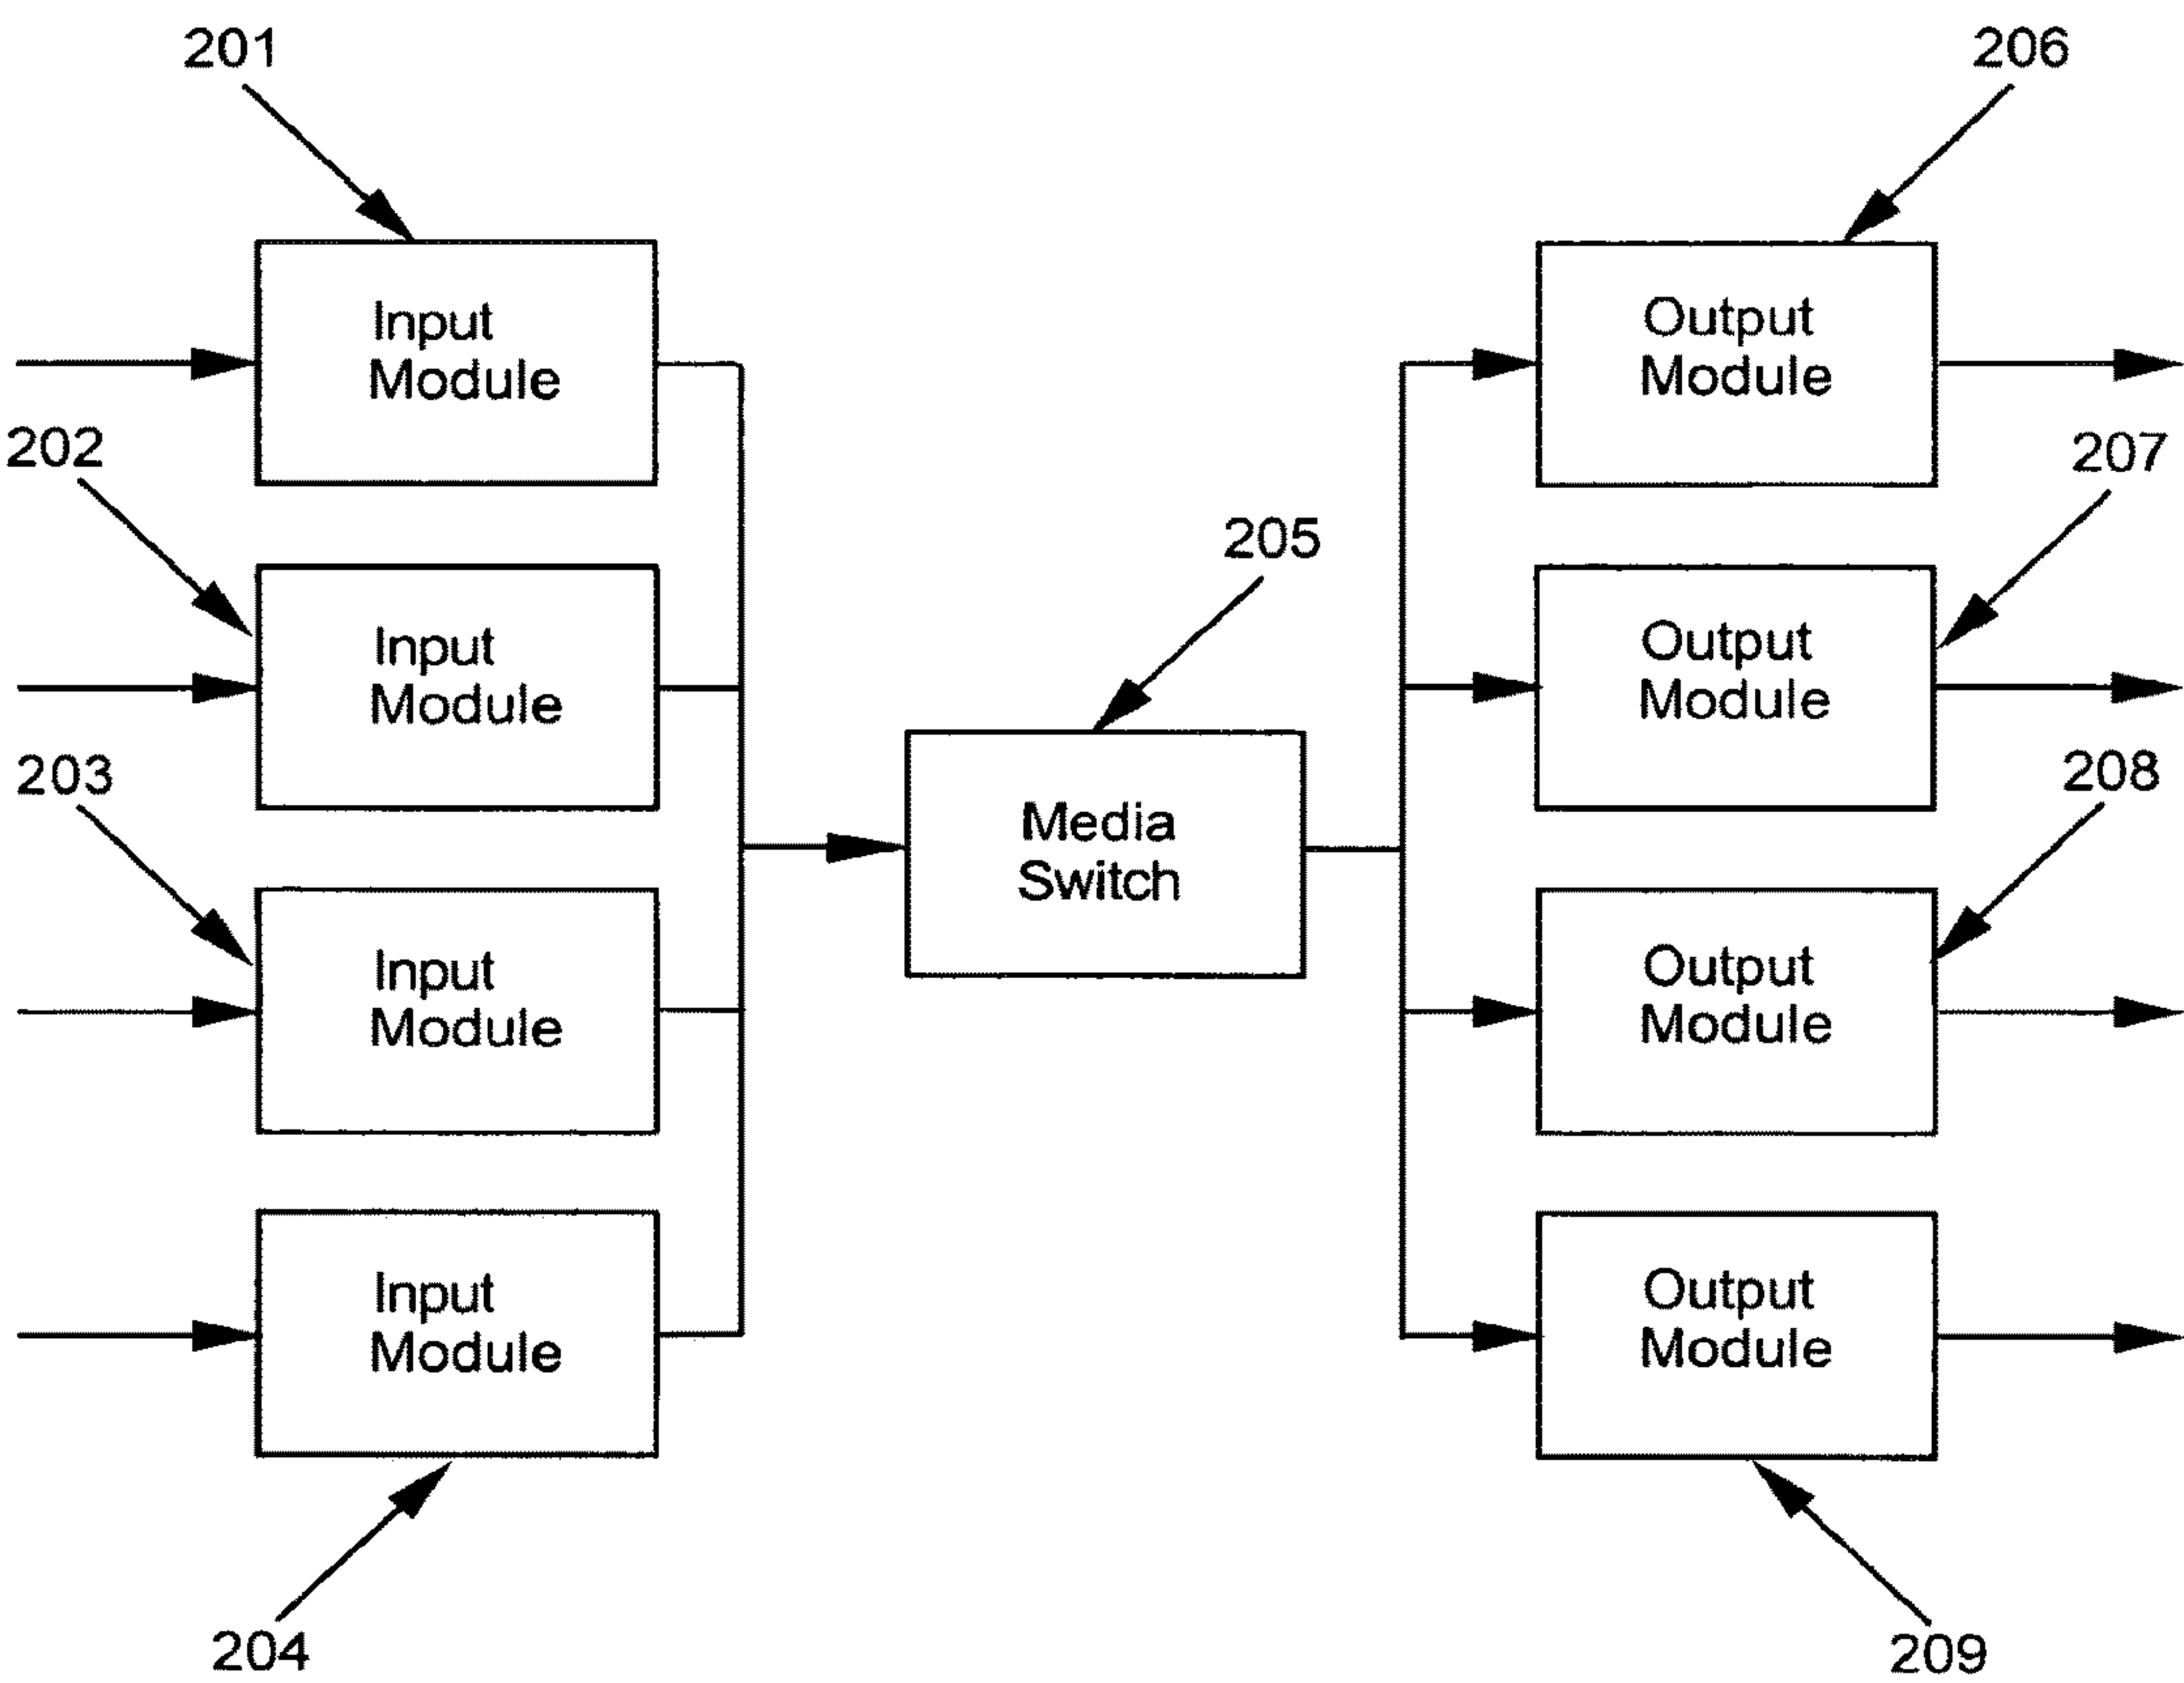 201
206
Input
Module
Output
Module
202
207
205
Input
Module
Output
Module
203
208
Media
Switch
Input
Module
Output
Module
Input
Module
Output
Module
204
209